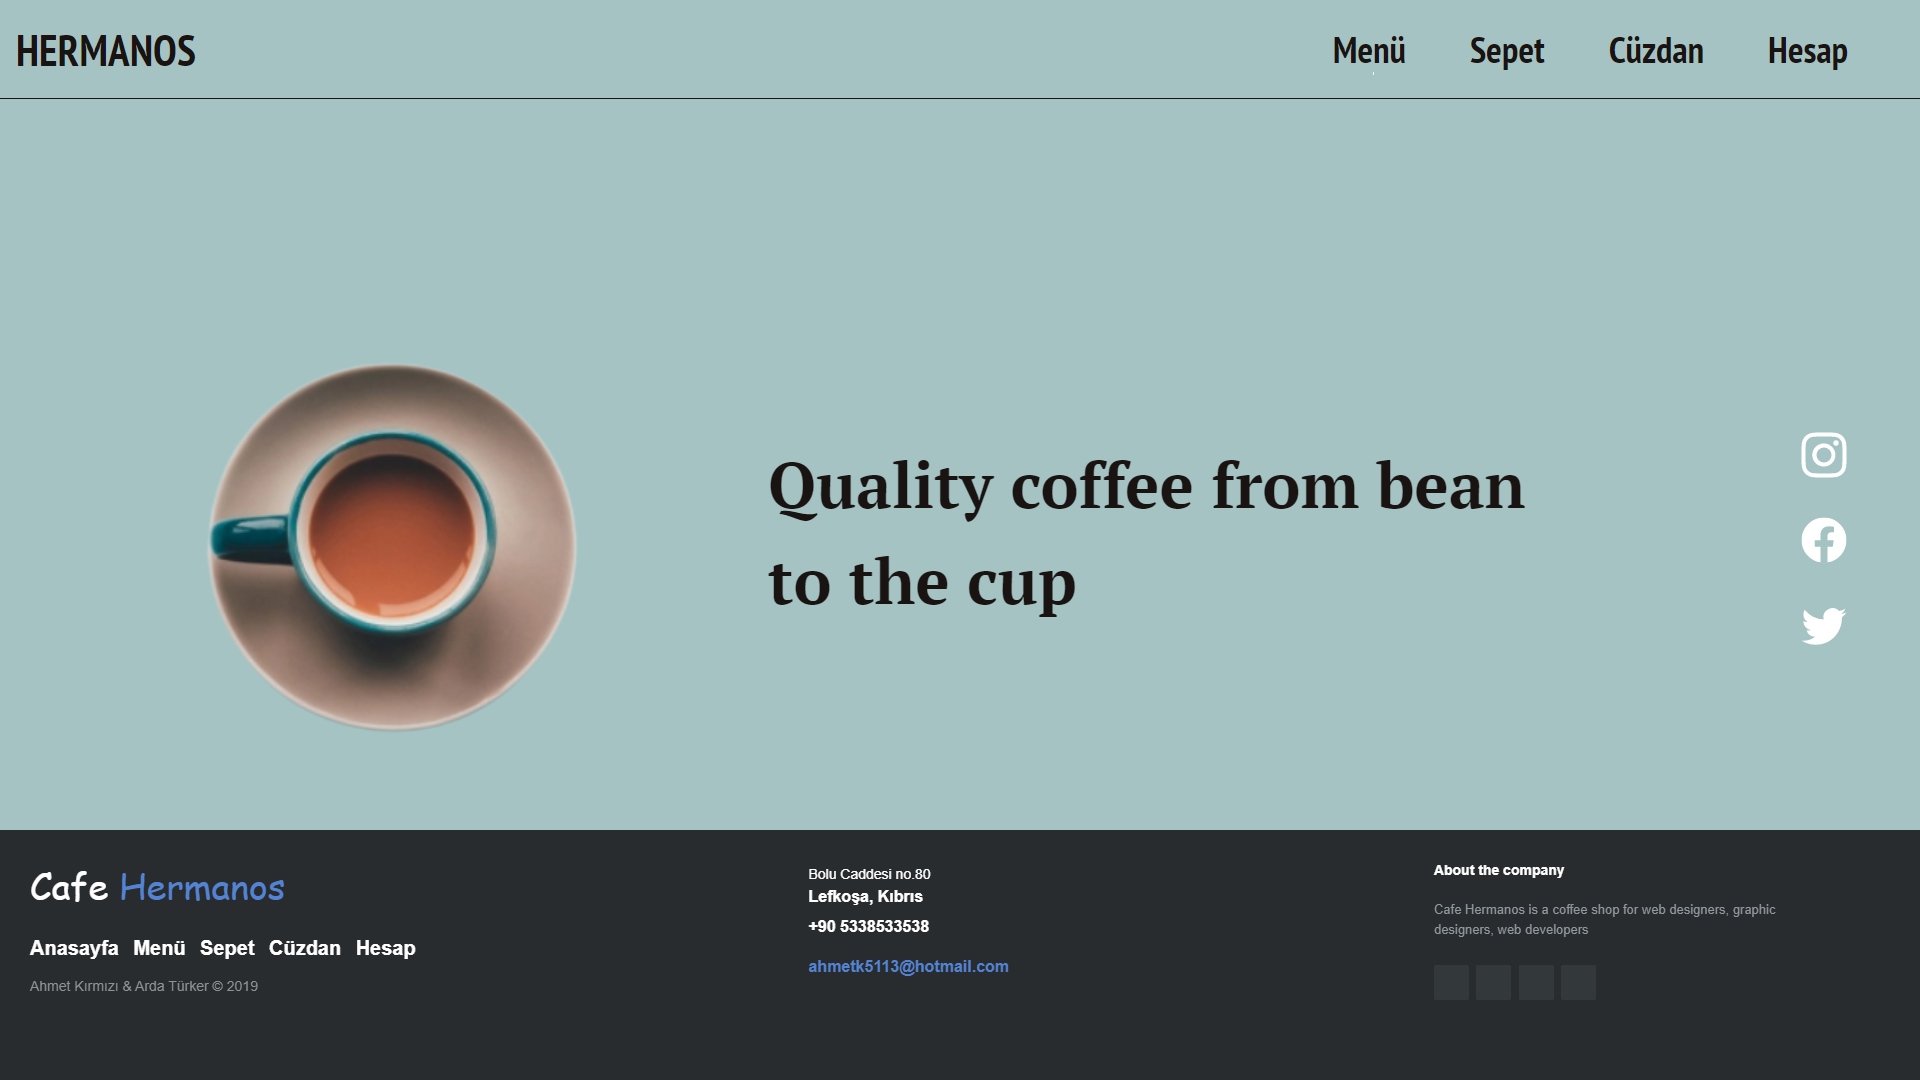 HERMANOS
Menü Sepet Cüzdan Hesap
Quality coffee from bean
to the cup
Cafe Hermanos
Anasayfa Menü Sepet Cüzdan Hesap
Ahmet Kırmızı & Arda Türker © 2019
Bolu Caddesi no.80
Lefkoşa, Kıbrıs
+90 5338533538
ahmetk5113@hotmail.com
About the company
Cafe Hermanos is a coffee shop for web designers, graphic
designers, web developers